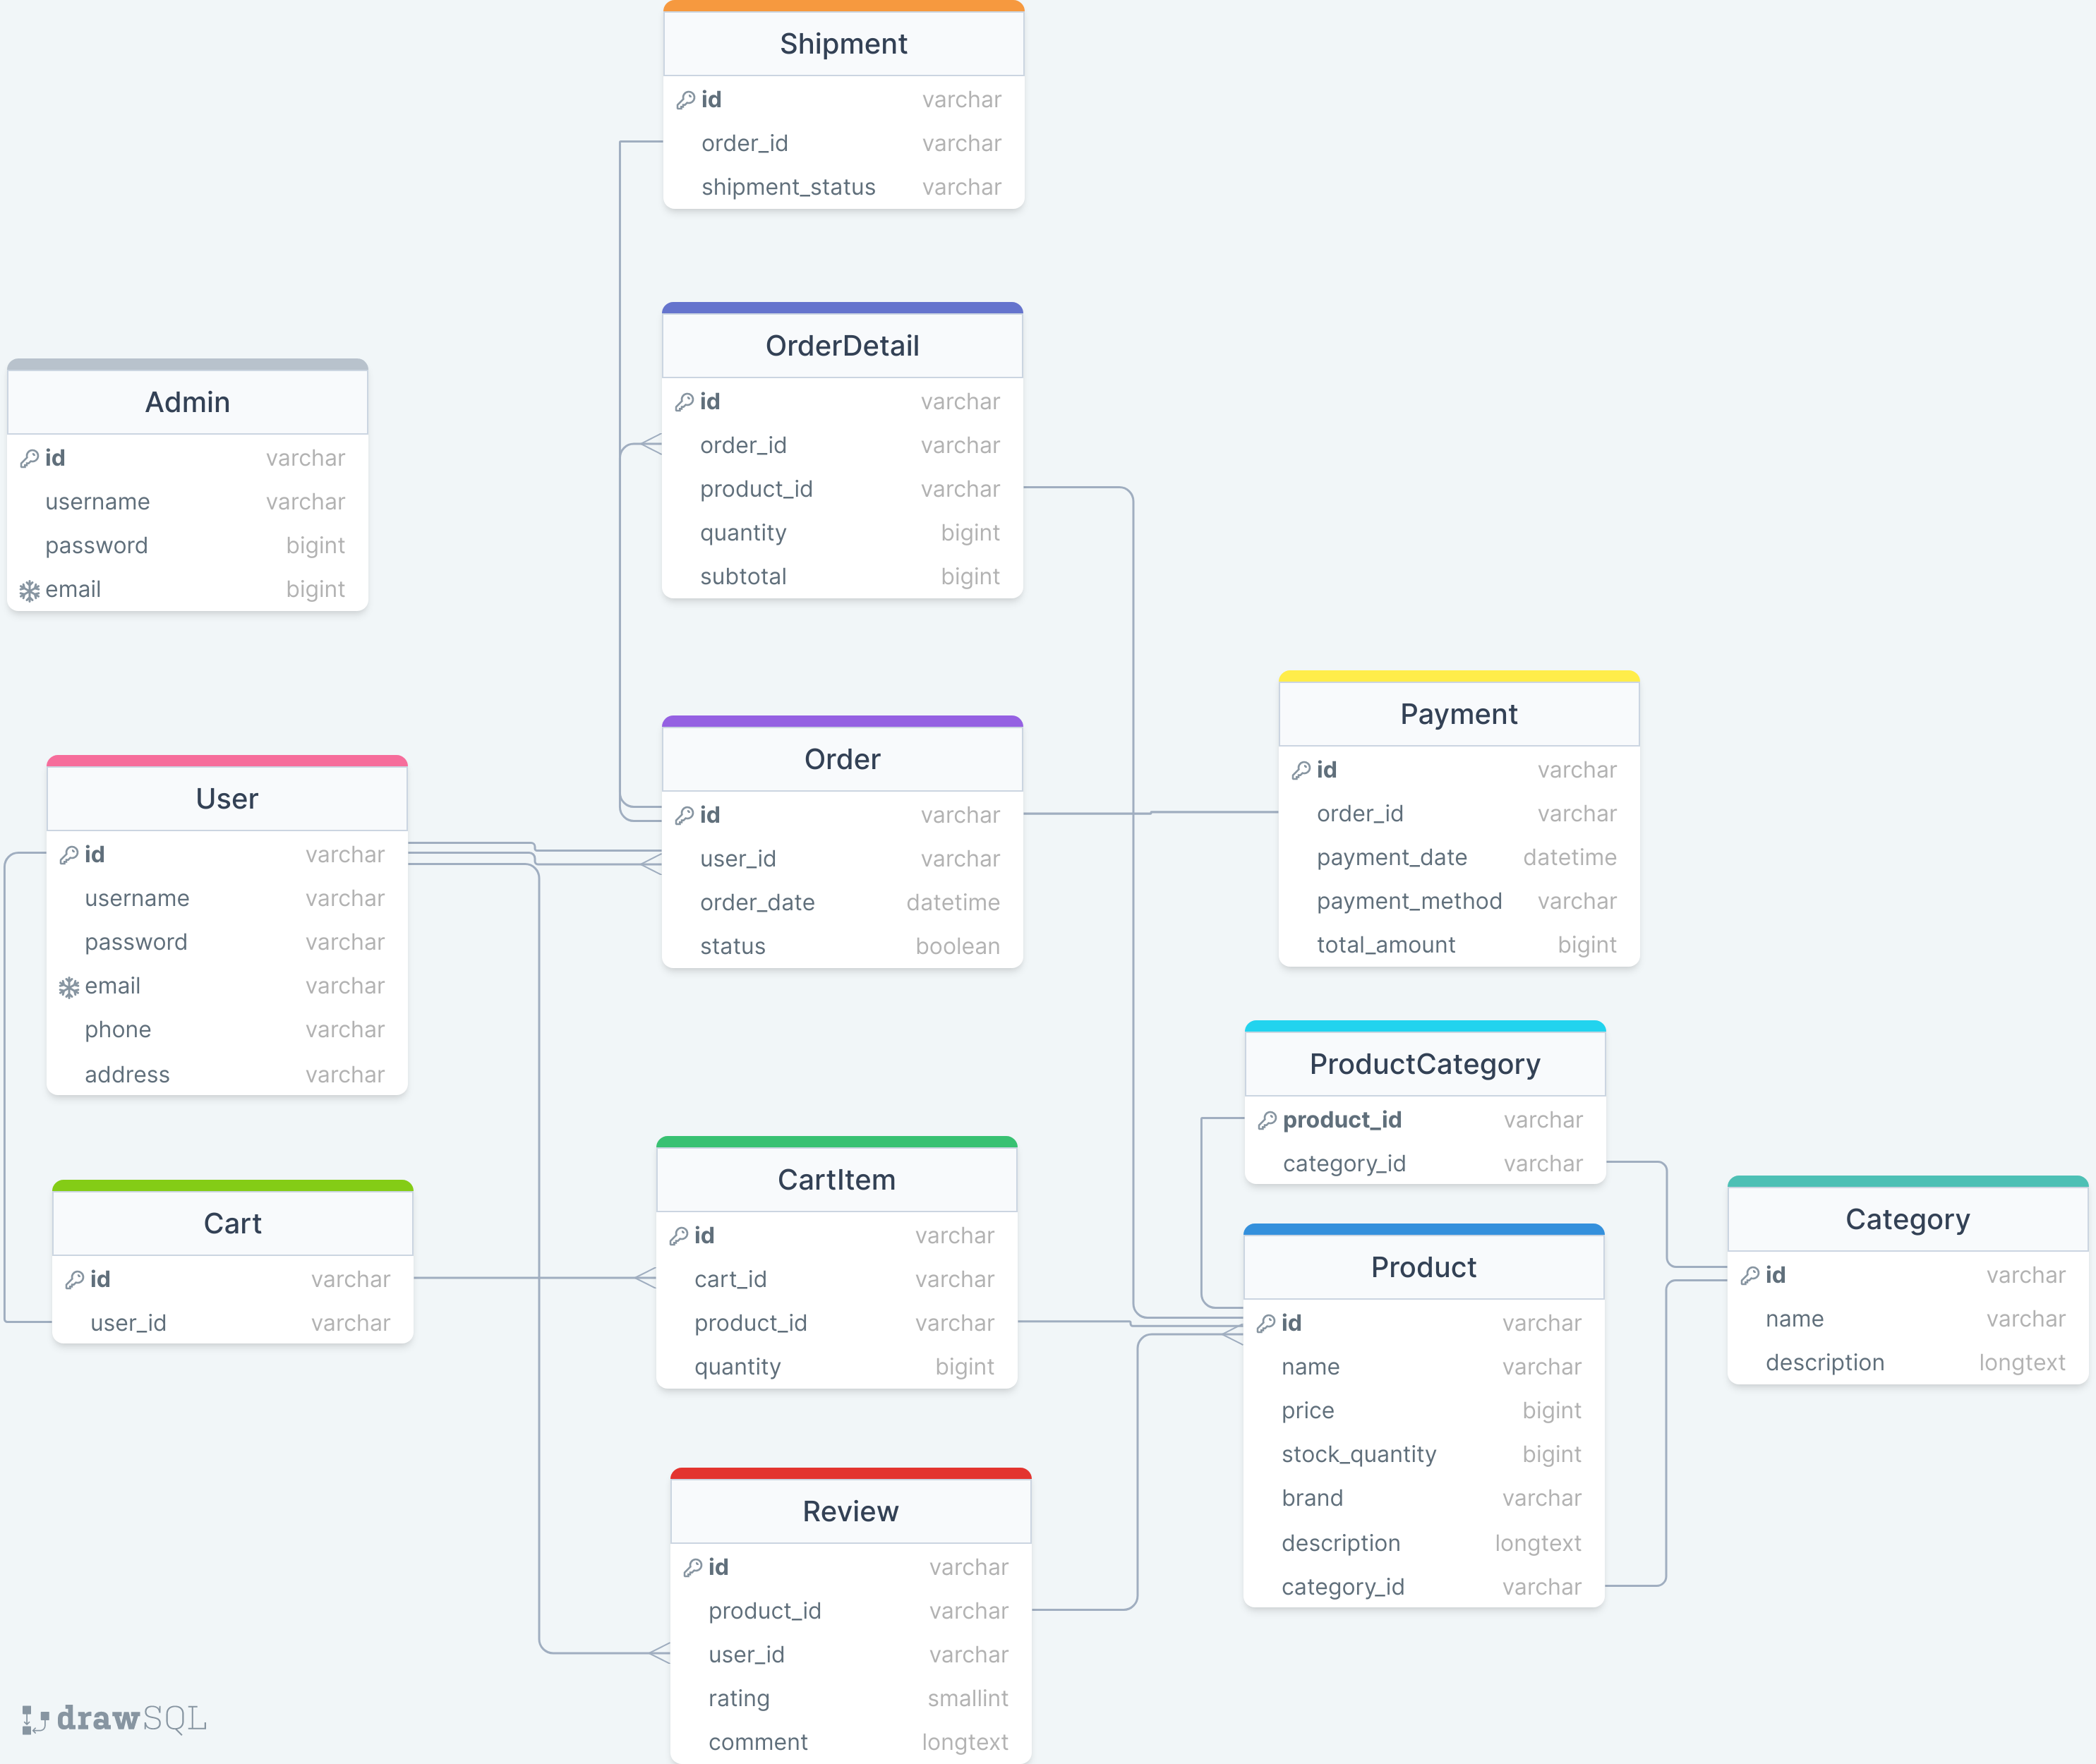 Shipment
id varchar
order_id varchar
shipment_status varchar
OrderDetail
id varchar
order_id varchar
product_id varchar
quantity bigint
subtotal bigint
Admin
id varchar
username varchar
password bigint
email bigint
Order
id varchar
user_id varchar
order_date datetime
status boolean
Payment
id varchar
order_id varchar
payment_date datetime
payment_method varchar
total_amount bigint
User
id varchar
username varchar
password varchar
email varchar
phone varchar
address varchar
ProductCategory
product_id varchar
category_id varchar
Cart
id varchar
user_id varchar
CartItem
id varchar
cart_id varchar
product_id varchar
quantity bigint
Product
id varchar
name varchar
price bigint
stock_quantity bigint
brand varchar
description longtext
category_id varchar
Category
id varchar
name varchar
description longtext
Review
id varchar
product_id varchar
user_id varchar
rating smallint
comment longtext
drawSQL